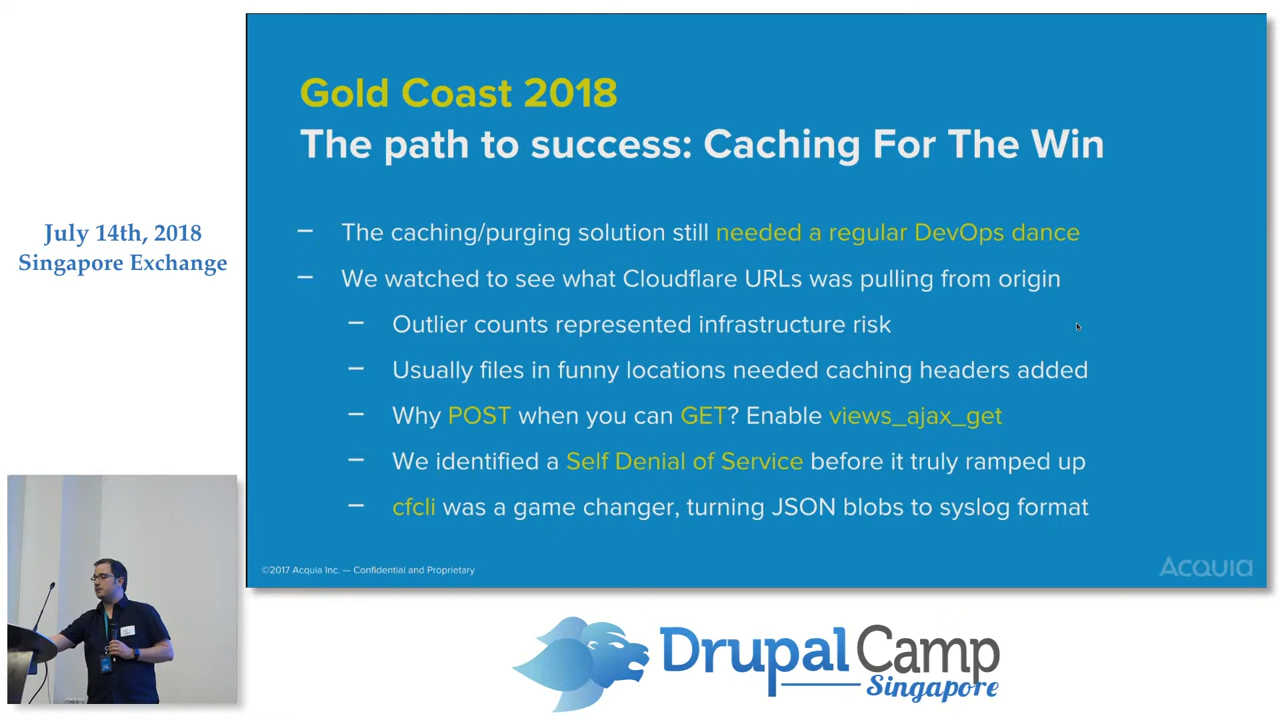 July 14th, 2018
Singapore Exchange
Gold Coast 2018
The path to success: Caching For The Win
– The caching/purging solution still needed a regular DevOps dance
– We watched to see what Cloudflare URLs was pulling from origin
– Outlier counts represented infrastructure risk
– Usually files in funny locations needed caching headers added
– Why POST when you can GET? Enable views_ajax_get
– We identified a Self Denial of Service before it truly ramped up
– cfcli was a game changer, turning JSON blobs to syslog format
©2017 Acquia Inc. — Confidential and Proprietary
Acquia
DrupalCamp
Singapore